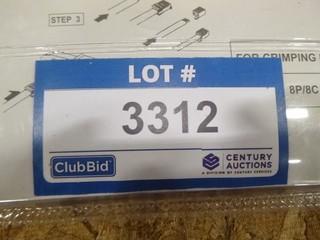 STEP 3
FOR CRIMPING
8P/8C
LOT #
3312
ClubBid
CENTURY
AUCTIONS
A DIVISION OF CENTURY SERVICES